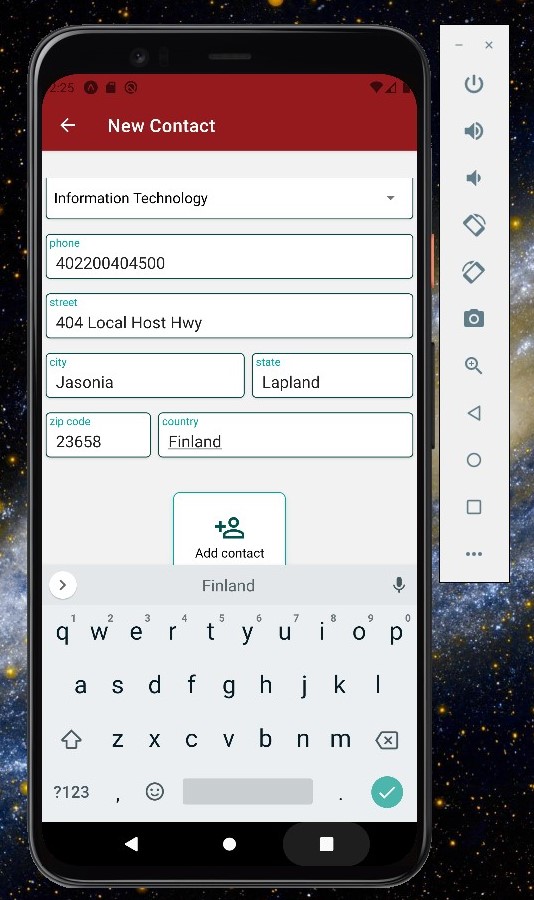 2:25
New Contact
Information Technology
phone
402200404500
street
404 Local Host Hwy
city
state
Jasonia
Lapland
zip code
country
23658
Finland
Add contact
Finland
1 2 3 4 5 6 7 8 9 0
q w e r t y u i o p
a s d f g h j k l
z x c v b n m
?123 , .